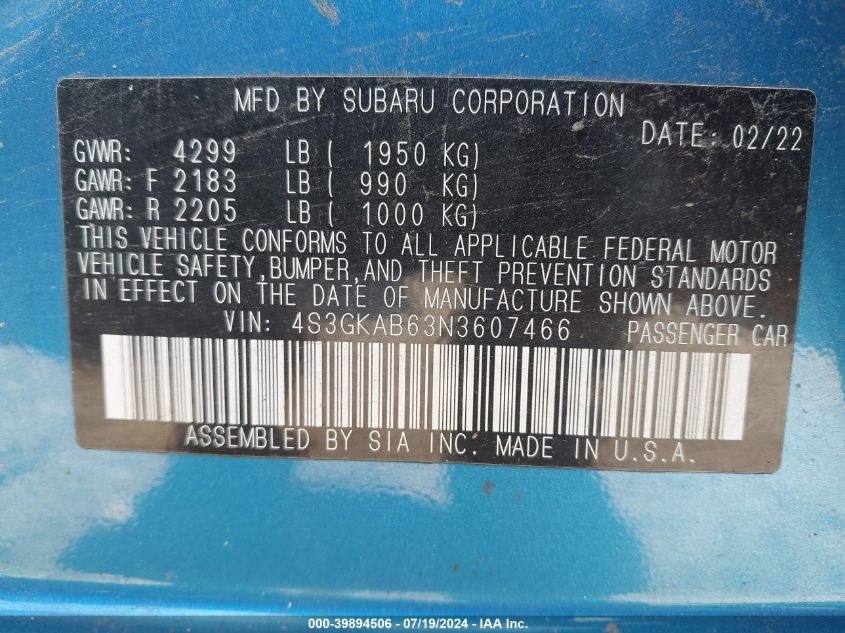 MFD BY SUBARU CORPORATION
DATE: 02/22
GVWR: 4299 LB ( 1950 KG)
GAWR: F 2183 LB ( 990 KG)
GAWR: R 2205 LB ( 1000 KG)
THIS VEHICLE CONFORMS TO ALL APPLICABLE FEDERAL MOTOR
VEHICLE SAFETY, BUMPER, AND THEFT PREVENTION STANDARDS
IN EFFECT ON THE DATE OF MANUFACTURE SHOWN ABOVE.
VIN: 4S3GKAB63N3607466 PASSENGER CAR
ASSEMBLED BY SIA INC. MADE IN U.S.A.
000-39894506 - 07/19/2024 - IAA Inc.